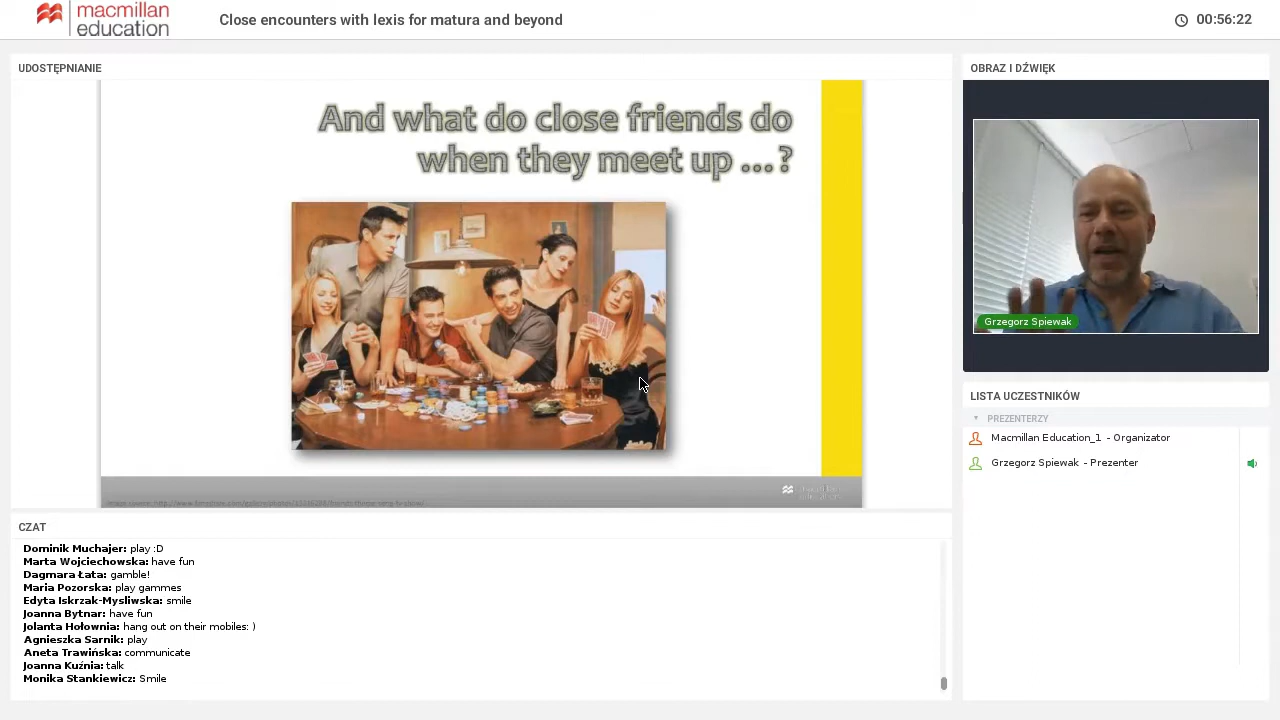 macmillan
education
Close encounters with lexis for matura and beyond
00:56:22
UDOSTĘPNIANIE
And what do close friends do
when they meet up ...?
OBRAZ I DŹWIĘK
Grzegorz Spiewak
LISTA UCZESTNIKÓW
PREZENTERZY
Macmillan Education_1 - Organizator
Grzegorz Spiewak - Prezenter
CZAT
Dominik Muchajer: play :D
Marta Wojciechowska: have fun
Dagmara Łata: gamble!
Maria Pozorska: play gammes
Edyta Iskrzak-Mysliwska: smile
Joanna Bytnar: have fun
Jolanta Hołownia: hang out on their mobiles: )
Agnieszka Sarnik: play
Aneta Trawińska: communicate
Joanna Kuźnia: talk
Monika Stankiewicz: Smile